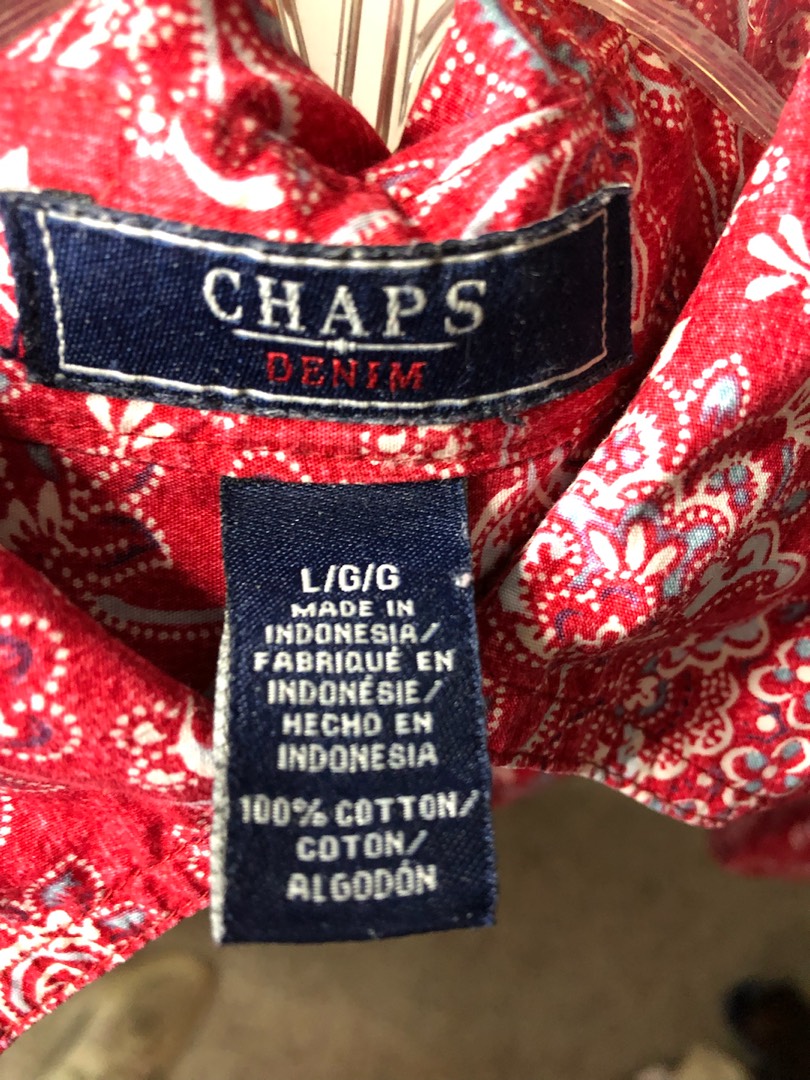 CHAPS
DENIM
L/G/G
MADE IN
INDONESIA/
FABRIQUÉ EN
INDONÉSIE/
HECHO EN
INDONESIA
100% COTTON/
COTON/
ALGODÓN